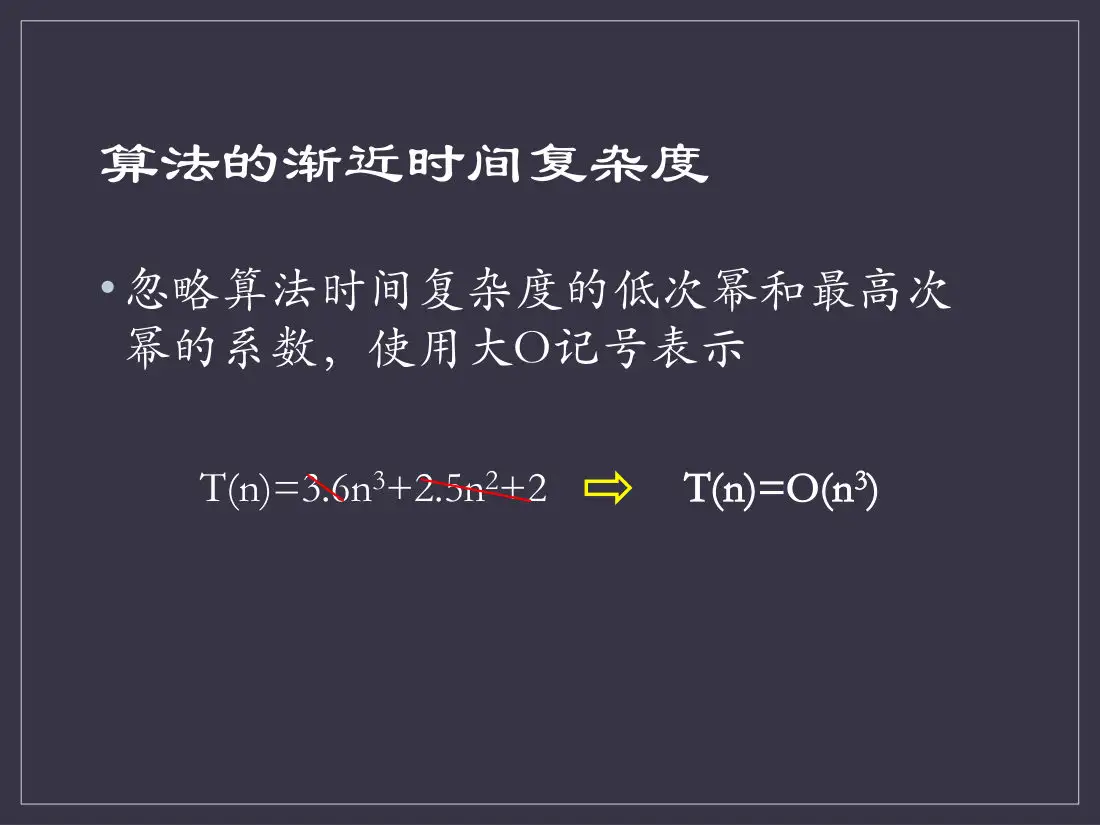 算法的渐近时间复杂度
•忽略算法时间复杂度的低次幂和最高次
幂的系数，使用大O记号表示
T(n)=3.6n³+2.5n²+2 ⇨ T(n)=O(n³)